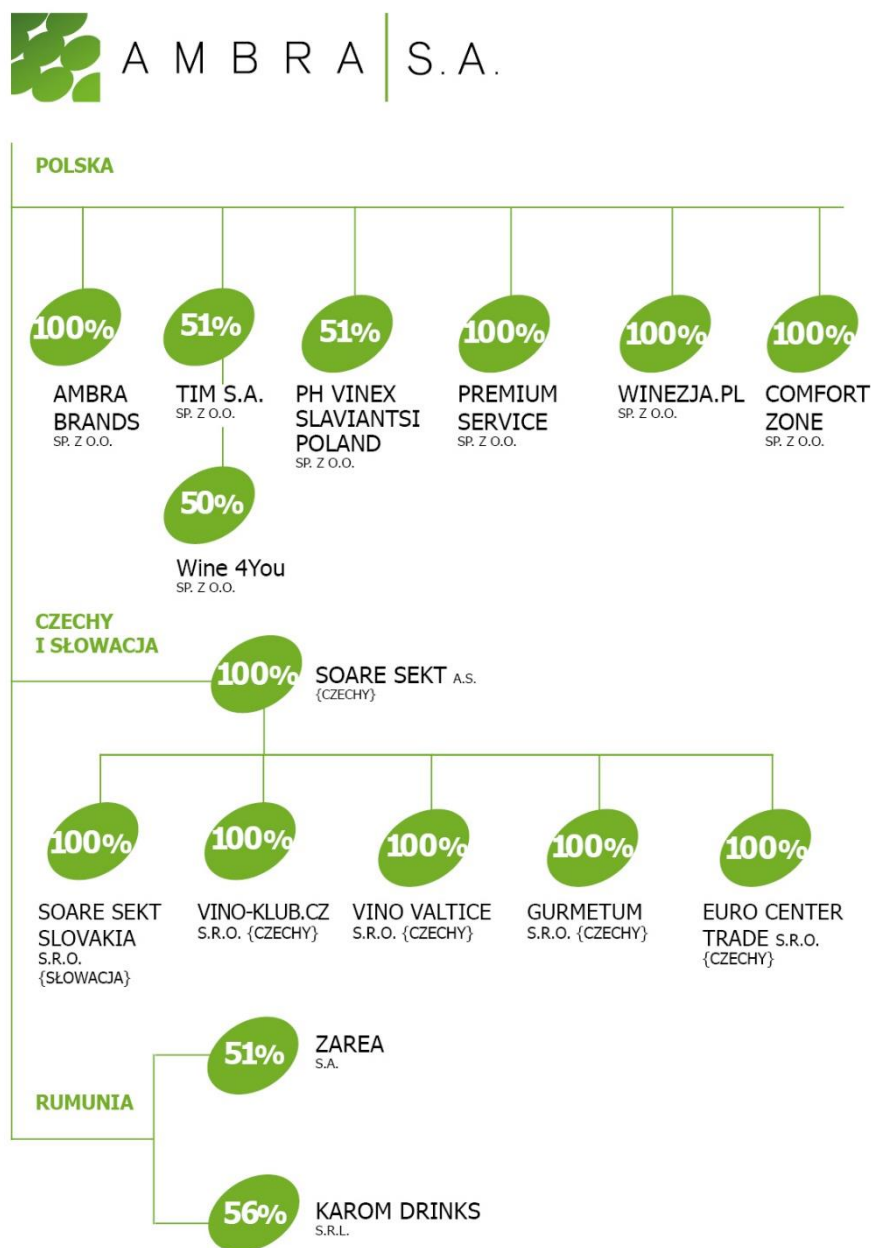 AMBRA S.A.
POLSKA
100%
51%
51%
100%
100%
100%
AMBRA
BRANDS
SP. Z O.O.
TIM S.A.
SP. Z O.O.
PH VINEX
SLAVIANTSI
POLAND
SP. Z O.O.
PREMIUM
SERVICE
SP. Z O.O.
WINEZJA.PL
SP. Z O.O.
COMFORT
ZONE
SP. Z O.O.
50%
Wine 4You
SP. Z O.O.
CZECHY
I SŁOWACJA
100%
SOARE SEKT A.S.
{CZECHY}
100%
100%
100%
100%
100%
SOARE SEKT
SLOVAKIA
S.R.O.
{SŁOWACJA}
VINO-KLUB.CZ
S.R.O. {CZECHY}
VINO VALTICE
S.R.O. {CZECHY}
GURMETUM
S.R.O. {CZECHY}
EURO CENTER
TRADE S.R.O.
{CZECHY}
51%
ZAREA
S.A.
RUMUNIA
56%
KAROM DRINKS
S.R.L.